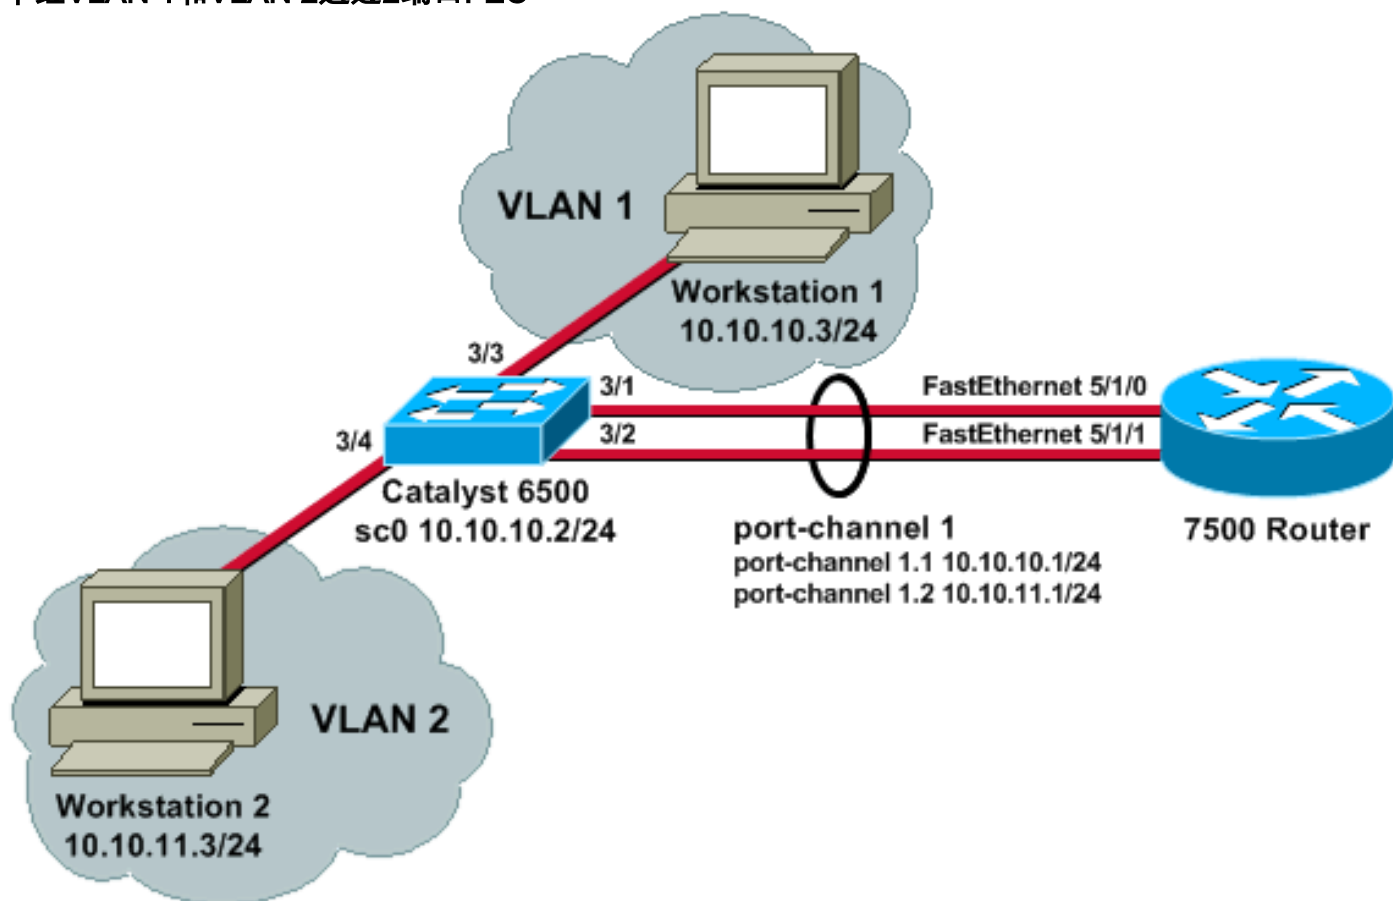 VLAN 1
Workstation 1
10.10.10.3/24
3/3
3/1
FastEthernet 5/1/0
3/4
3/2
FastEthernet 5/1/1
Catalyst 6500
sc0 10.10.10.2/24
port-channel 1
port-channel 1.1 10.10.10.1/24
port-channel 1.2 10.10.11.1/24
7500 Router
VLAN 2
Workstation 2
10.10.11.3/24